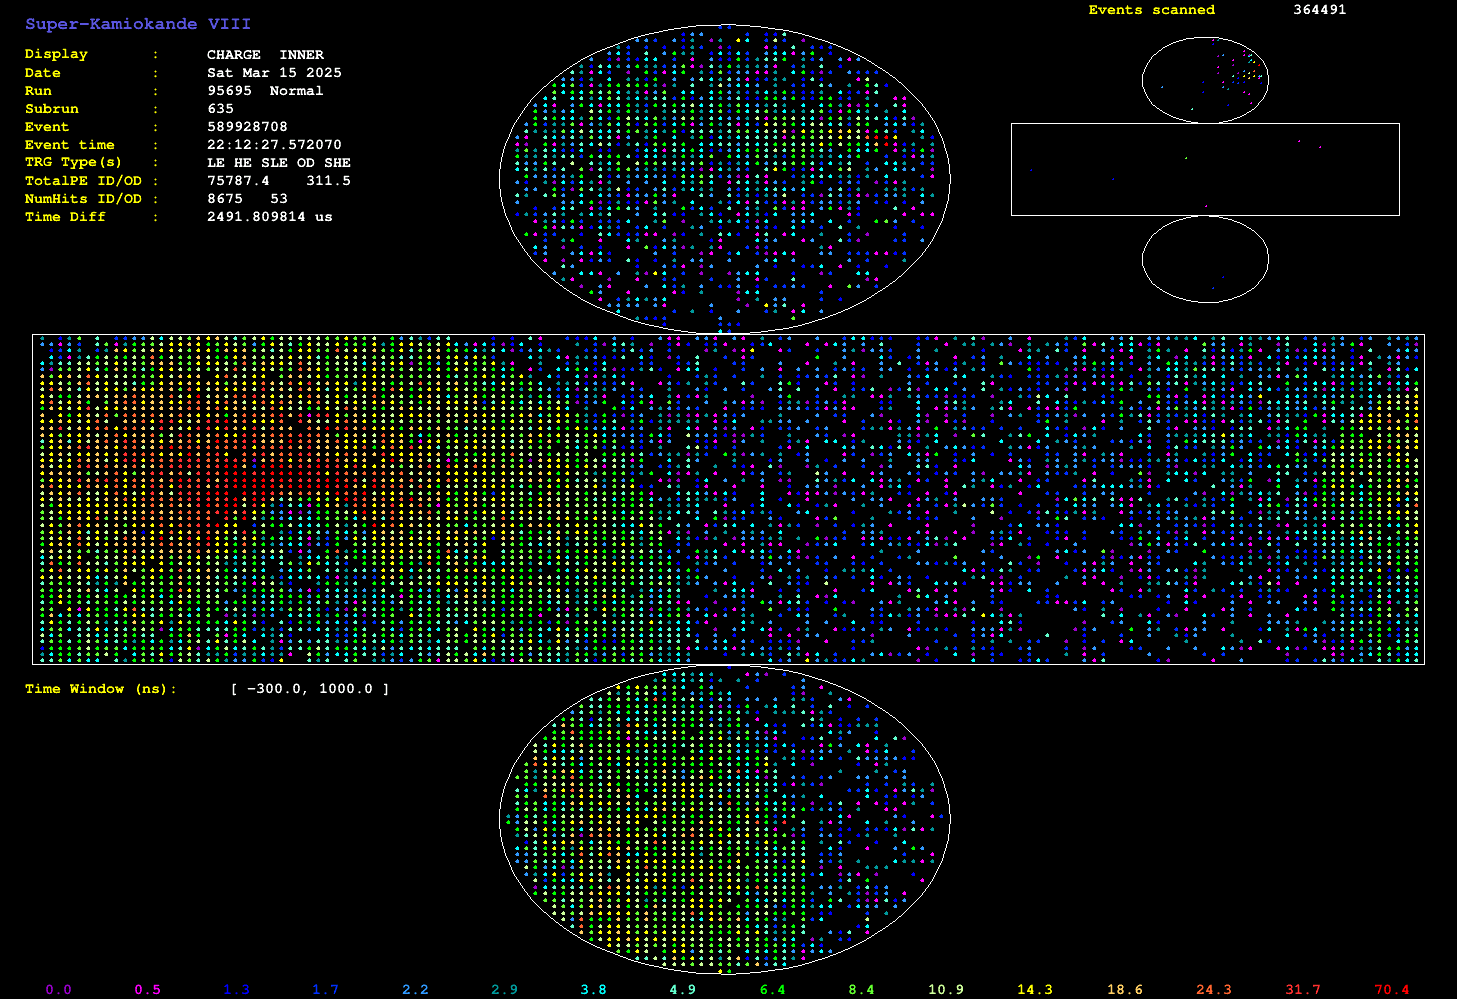 Super-Kamiokande VIII
Events scanned 364491
Display : CHARGE INNER
Date : Sat Mar 15 2025
Run : 95695 Normal
Subrun : 635
Event : 589928708
Event time : 22:12:27.572070
TRG Type(s) : LE HE SLE OD SHE
TotalPE ID/OD : 75787.4 311.5
NumHits ID/OD : 8675 53
Time Diff : 2491.809814 us
Time Window (ns): [ -300.0, 1000.0 ]
0.0 0.5 1.3 1.7 2.2 2.9 3.8 4.9 6.4 8.4 10.9 14.3 18.6 24.3 31.7 70.4